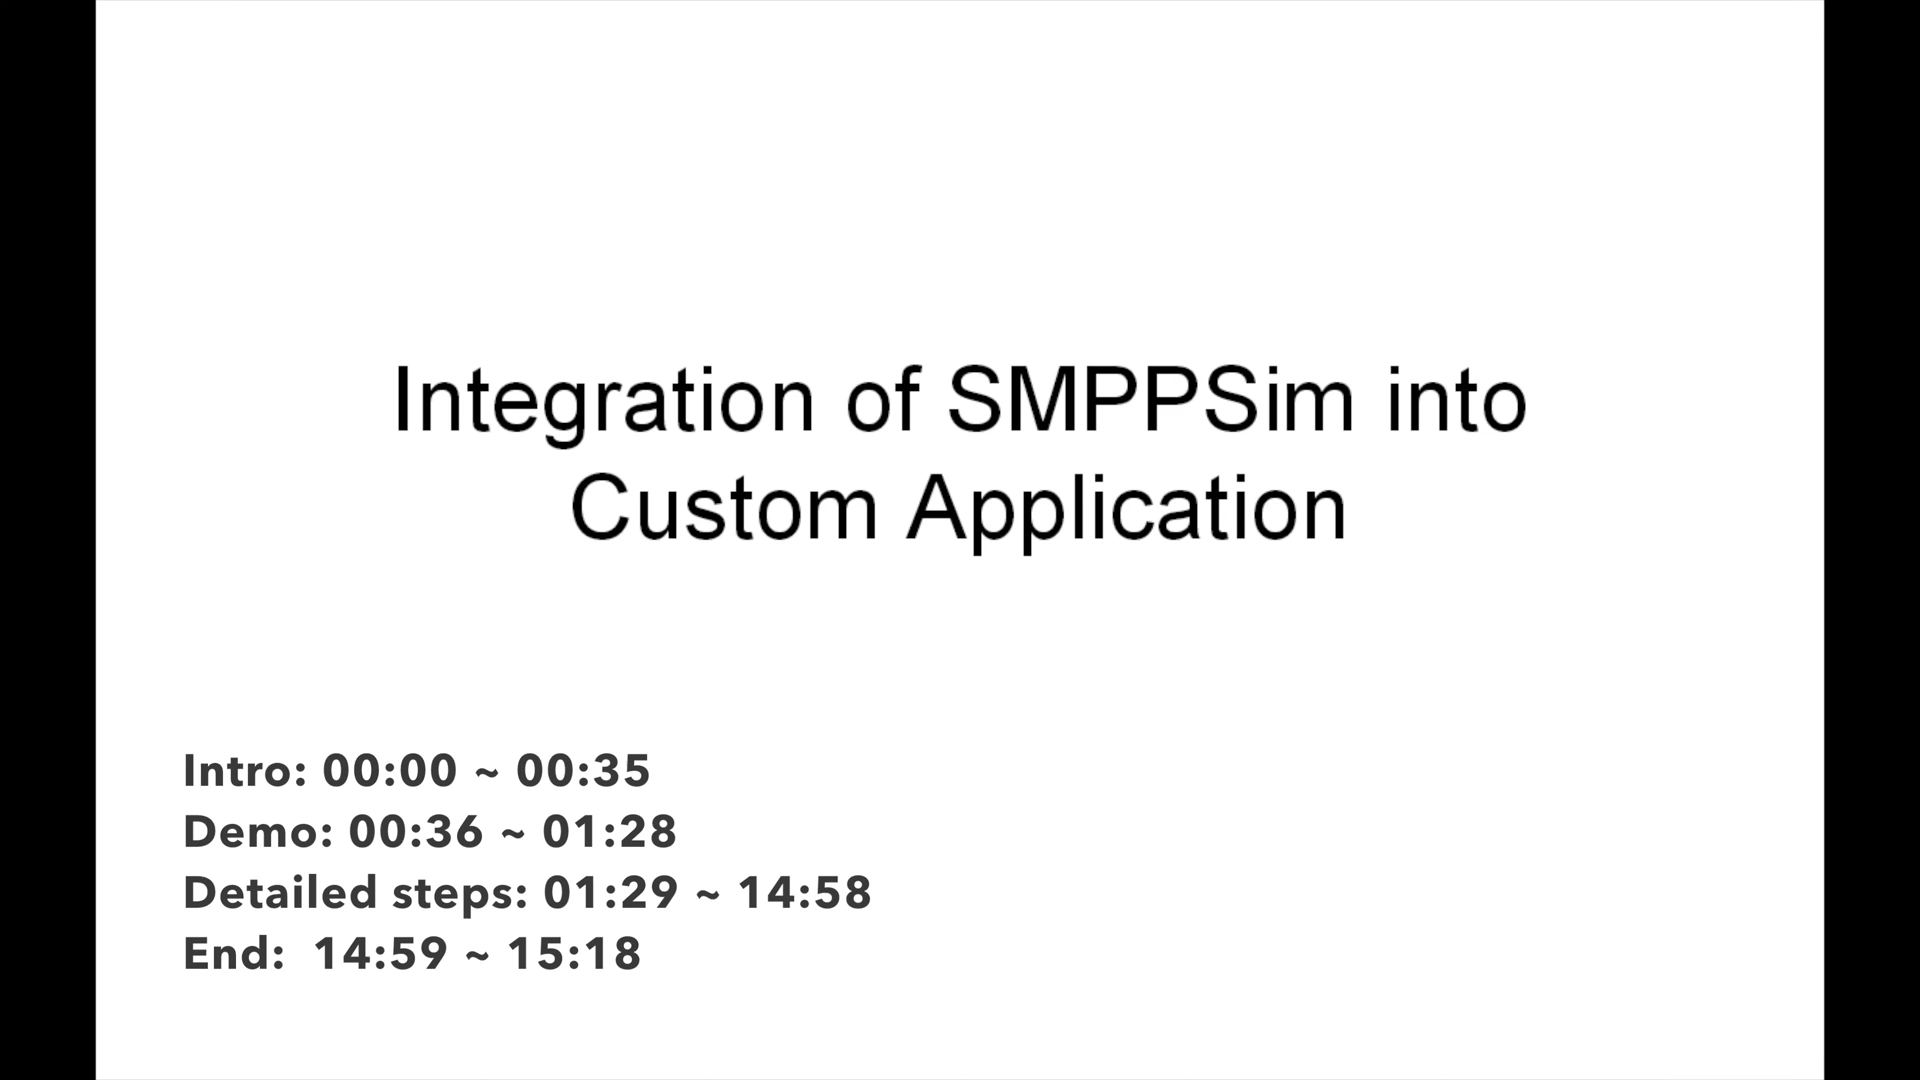 Integration of SMPPSim into
Custom Application
Intro: 00:00 ~ 00:35
Demo: 00:36 ~ 01:28
Detailed steps: 01:29 ~ 14:58
End:  14:59 ~ 15:18